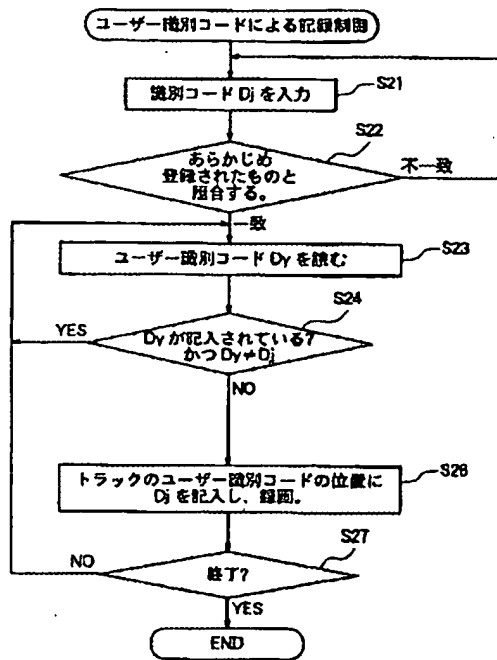 ユーザー識別コードによる記録制御
S21
識別コード Dj を入力
S22
あらかじめ
登録されたものと
照合する。
不一致
一致
S23
ユーザー識別コード Dy を読む
S24
YES
Dy が記入されている?
かつ Dy≠Dj
NO
S26
トラックのユーザー識別コードの位置に
Dj を記入し、録画。
S27
NO
終了?
YES
END